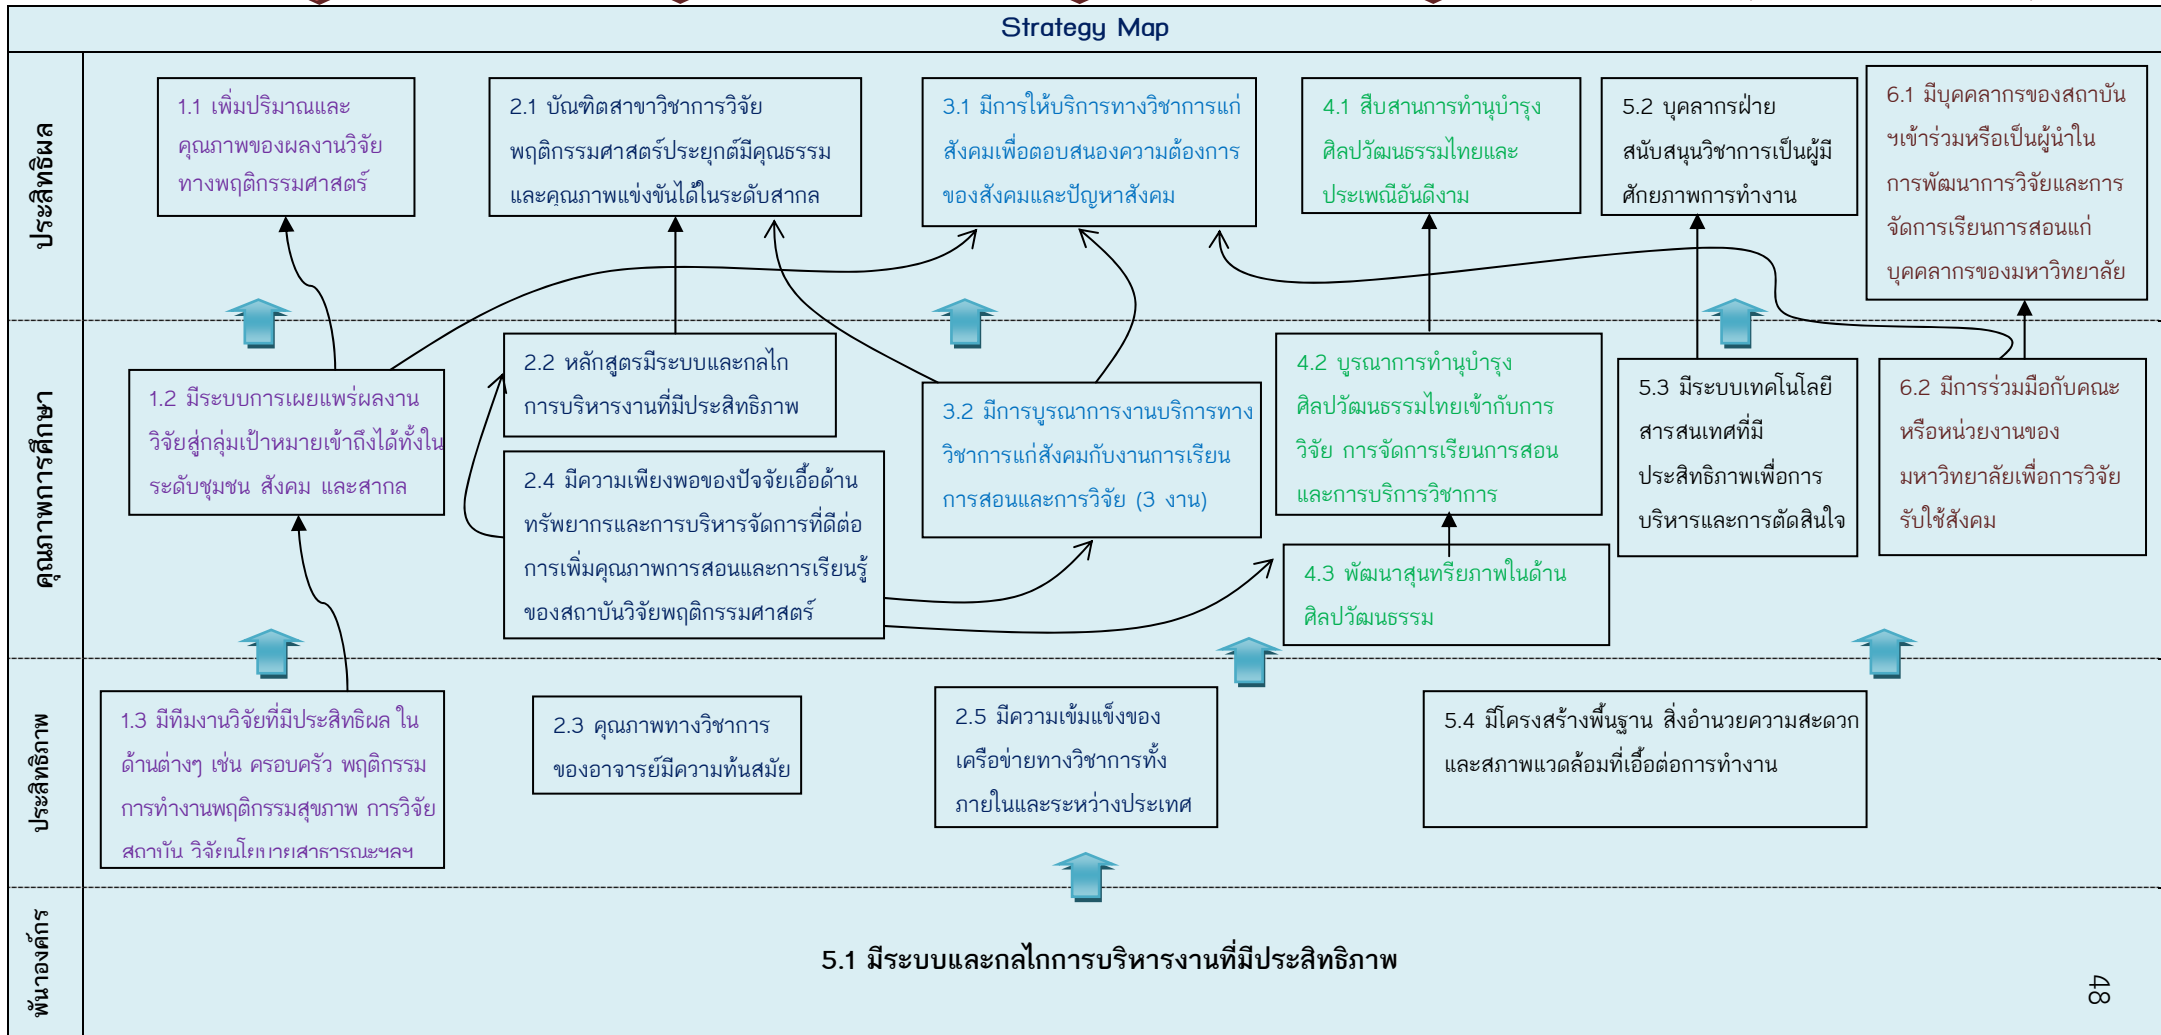 Strategy Map
ประสิทธิผล
1.1 เพิ่มปริมาณและ
คุณภาพของผลงานวิจัย
ทางพฤติกรรมศาสตร์
2.1 บัณฑิตสาขาวิชาการวิจัย
พฤติกรรมศาสตร์ประยุกต์มีคุณธรรม
และคุณภาพแข่งขันได้ในระดับสากล
3.1 มีการให้บริการทางวิชาการแก่
สังคมเพื่อตอบสนองความต้องการ
ของสังคมและปัญหาสังคม
4.1 สืบสานการทำนุบำรุง
ศิลปวัฒนธรรมไทยและ
ประเพณีอันดีงาม
5.2 บุคลากรฝ่าย
สนับสนุนวิชาการเป็นผู้มี
ศักยภาพการทำงาน
6.1 มีบุคคลากรของสถาบัน
ฯเข้าร่วมหรือเป็นผู้นำใน
การพัฒนาการวิจัยและการ
จัดการเรียนการสอนแก่
บุคคลากรของมหาวิทยาลัย
คุณภาพการศึกษา
1.2 มีระบบการเผยแพร่ผลงาน
วิจัยสู่กลุ่มเป้าหมายเข้าถึงได้ทั้งใน
ระดับชุมชน สังคม และสากล
2.2 หลักสูตรมีระบบและกลไก
การบริหารงานที่มีประสิทธิภาพ
2.4 มีความเพียงพอของปัจจัยเอื้อด้าน
ทรัพยากรและการบริหารจัดการที่ดีต่อ
การเพิ่มคุณภาพการสอนและการเรียนรู้
ของสถาบันวิจัยพฤติกรรมศาสตร์
3.2 มีการบูรณาการงานบริการทาง
วิชาการแก่สังคมกับงานการเรียน
การสอนและการวิจัย (3 งาน)
4.2 บูรณาการทำนุบำรุง
ศิลปวัฒนธรรมไทยเข้ากับการ
วิจัย การจัดการเรียนการสอน
และการบริการวิชาการ
4.3 พัฒนาสุนทรียภาพในด้าน
ศิลปวัฒนธรรม
5.3 มีระบบเทคโนโลยี
สารสนเทศที่มี
ประสิทธิภาพเพื่อการ
บริหารและการตัดสินใจ
6.2 มีการร่วมมือกับคณะ
หรือหน่วยงานของ
มหาวิทยาลัยเพื่อการวิจัย
รับใช้สังคม
ประสิทธิภาพ
1.3 มีทีมงานวิจัยที่มีประสิทธิผล ใน
ด้านต่างๆ เช่น ครอบครัว พฤติกรรม
การทำงานพฤติกรรมสุขภาพ การวิจัย
สถาบัน วิจัยนโยบายสาธารณะฯลฯ
2.3 คุณภาพทางวิชาการ
ของอาจารย์มีความทันสมัย
2.5 มีความเข้มแข็งของ
เครือข่ายทางวิชาการทั้ง
ภายในและระหว่างประเทศ
5.4 มีโครงสร้างพื้นฐาน สิ่งอำนวยความสะดวก
และสภาพแวดล้อมที่เอื้อต่อการทำงาน
พัฒนาองค์กร
5.1 มีระบบและกลไกการบริหารงานที่มีประสิทธิภาพ
48